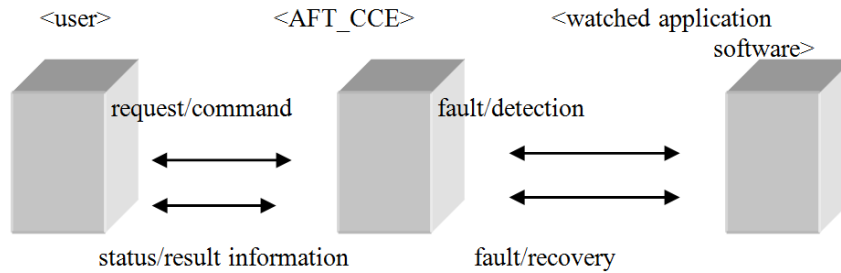 <user>
<AFT_CCE>
<watched application
software>
request/command
fault/detection
status/result information
fault/recovery